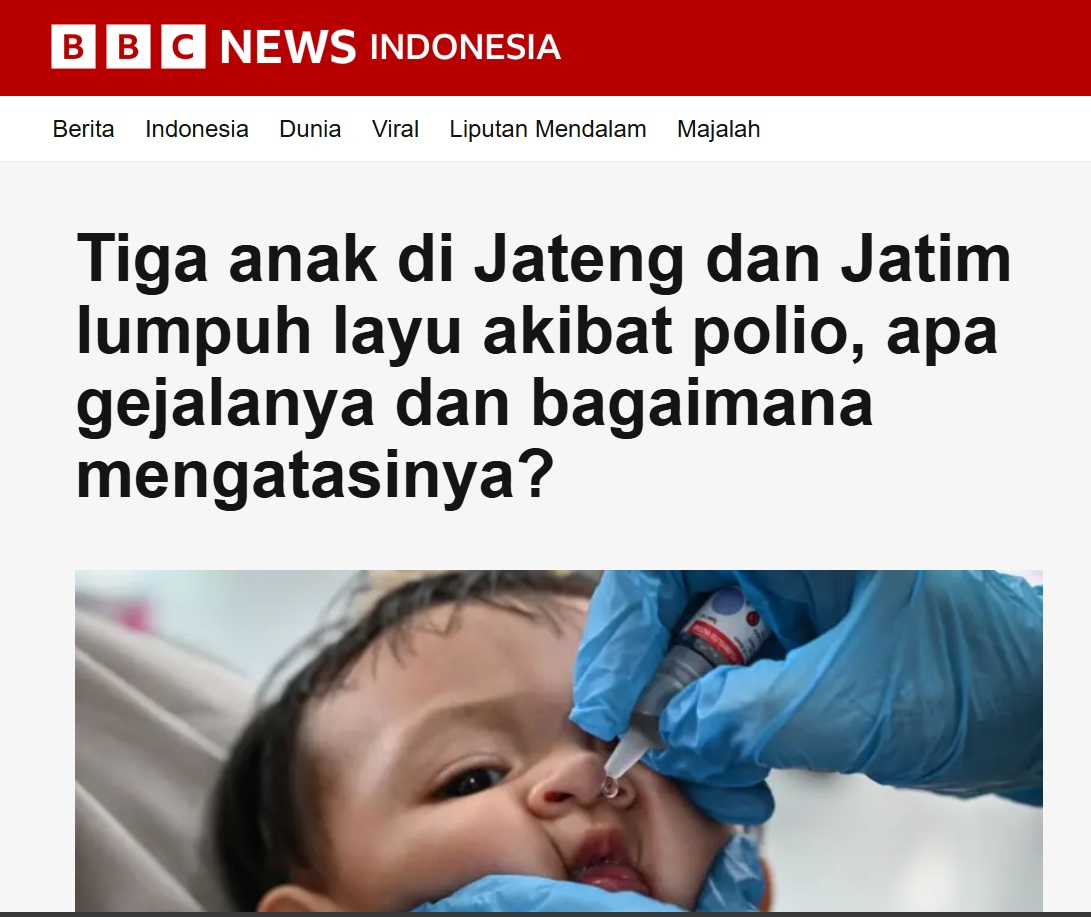 BBC NEWS INDONESIA
Berita Indonesia Dunia Viral Liputan Mendalam Majalah
Tiga anak di Jateng dan Jatim
lumpuh layu akibat polio, apa
gejalanya dan bagaimana
mengatasinya?